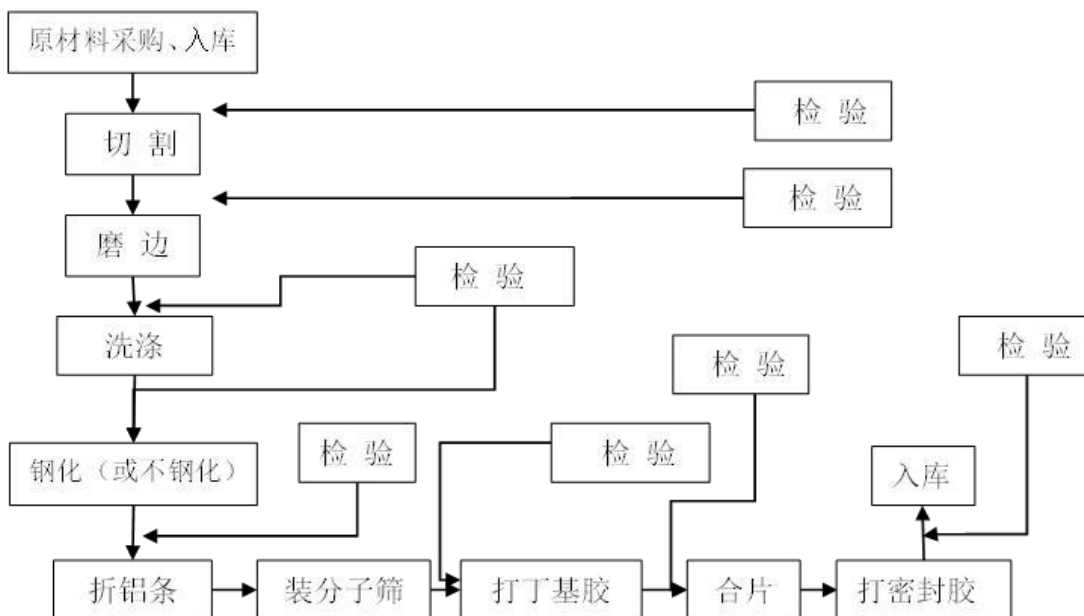 原材料采购、入库
检 验
切 割
检 验
磨 边
检 验
洗涤
检 验
检 验
钢化（或不钢化）
检 验
检 验
入库
折铝条
装分子筛
打丁基胶
合片
打密封胶